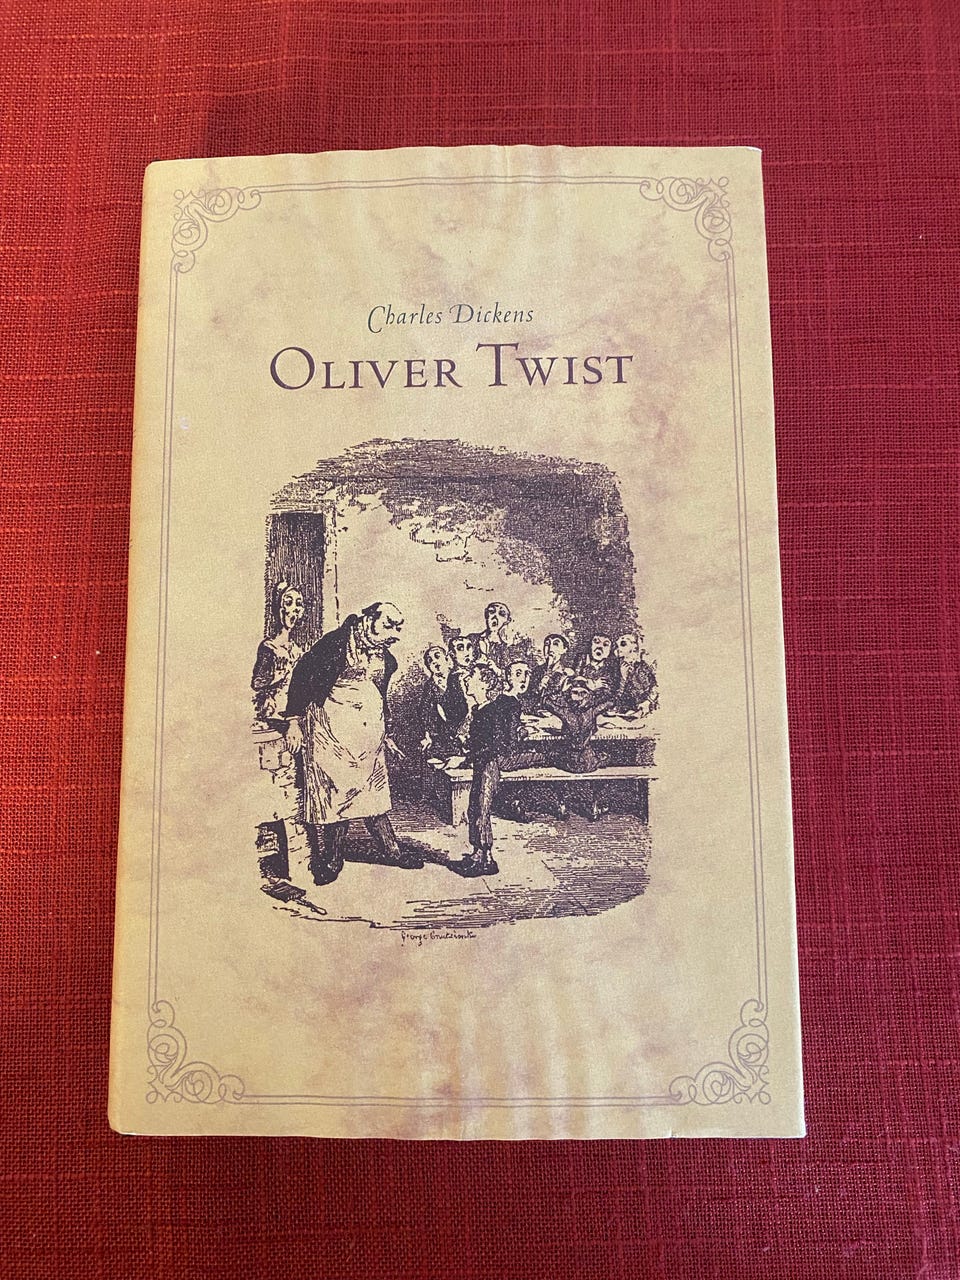 Charles Dickens
OLIVER TWIST
George Cruikshank